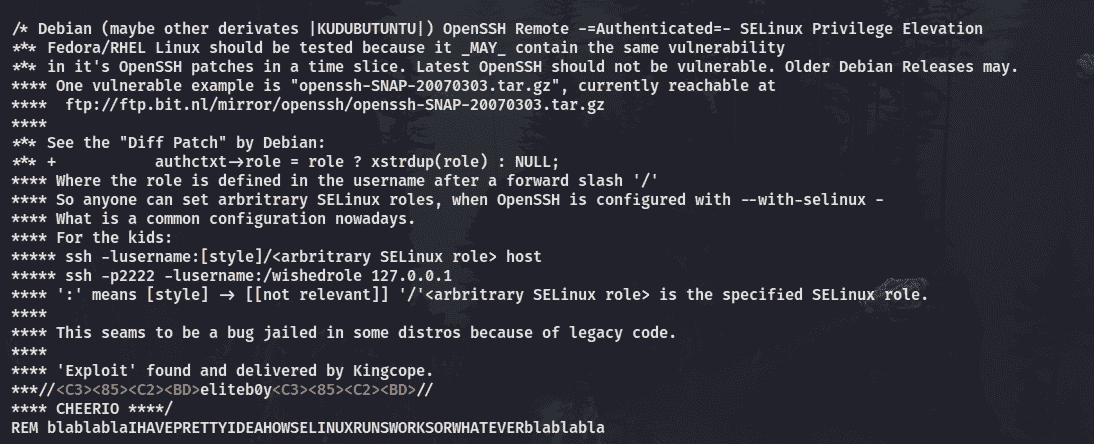 /* Debian (maybe other derivates |KUDUBUTUNTU|) OpenSSH Remote -=Authenticated=- SELinux Privilege Elevation
*** Fedora/RHEL Linux should be tested because it _MAY_ contain the same vulnerability
*** in it's OpenSSH patches in a time slice. Latest OpenSSH should not be vulnerable. Older Debian Releases may.
**** One vulnerable example is "openssh-SNAP-20070303.tar.gz", currently reachable at
****  ftp://ftp.bit.nl/mirror/openssh/openssh-SNAP-20070303.tar.gz
****
*** See the "Diff Patch" by Debian:
*** +           authctxt->role = role ? xstrdup(role) : NULL;
**** Where the role is defined in the username after a forward slash '/'
**** So anyone can set arbritrary SELinux roles, when OpenSSH is configured with --with-selinux -
**** What is a common configuration nowadays.
**** For the kids:
***** ssh -lusername:[style]/<arbritrary SELinux role> host
***** ssh -p2222 -lusername:/wishedrole 127.0.0.1
**** ':' means [style] -> [[not relevant]] '/'<arbritrary SELinux role> is the specified SELinux role.
****
**** This seams to be a bug jailed in some distros because of legacy code.
****
**** 'Exploit' found and delivered by Kingcope.
***//<C3><85><C2><BD>eliteb0y<C3><85><C2><BD>//
**** CHEERIO ****/
REM blablablaIHAVEPRETTYIDEAHOWSELINUXRUNSWORKSORWHATEVERblablabla